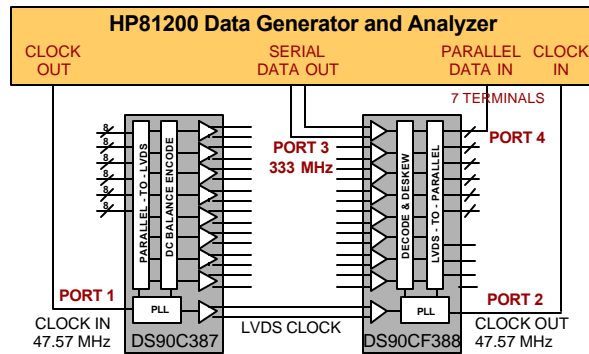 HP81200 Data Generator and Analyzer
CLOCK OUT
SERIAL DATA OUT
PARALLEL DATA IN
CLOCK IN
7 TERMINALS
8
8
8
8
8
8
PARALLEL - TO - LVDS
DC BALANCE ENCODE
PORT 3
333 MHz
DECODE & DESKEW
LVDS - TO - PARALLEL
PORT 4
PORT 1
PLL
CLOCK IN
47.57 MHz
DS90C387
LVDS CLOCK
PLL
DS90CF388
PORT 2
CLOCK OUT
47.57 MHz